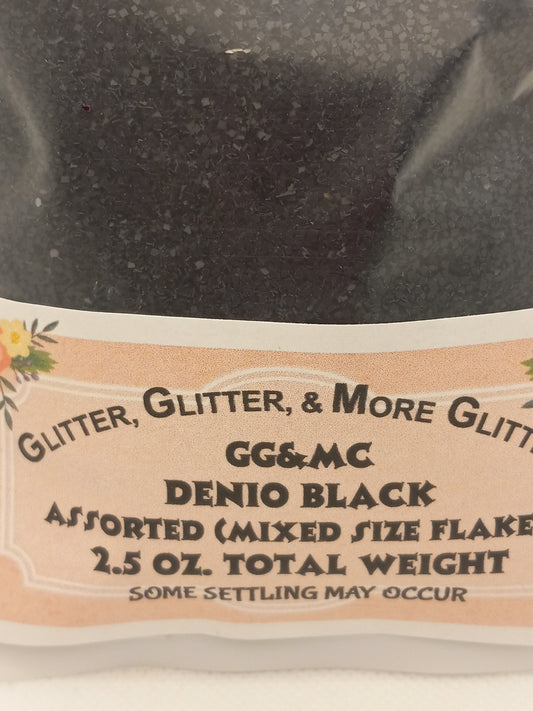 GLITTER, GLITTER, & MORE GLITT
GG&MC
DENIO BLACK
ASSORTED (MIXED SIZE FLAKE
2.5 OZ. TOTAL WEIGHT
SOME SETTLING MAY OCCUR